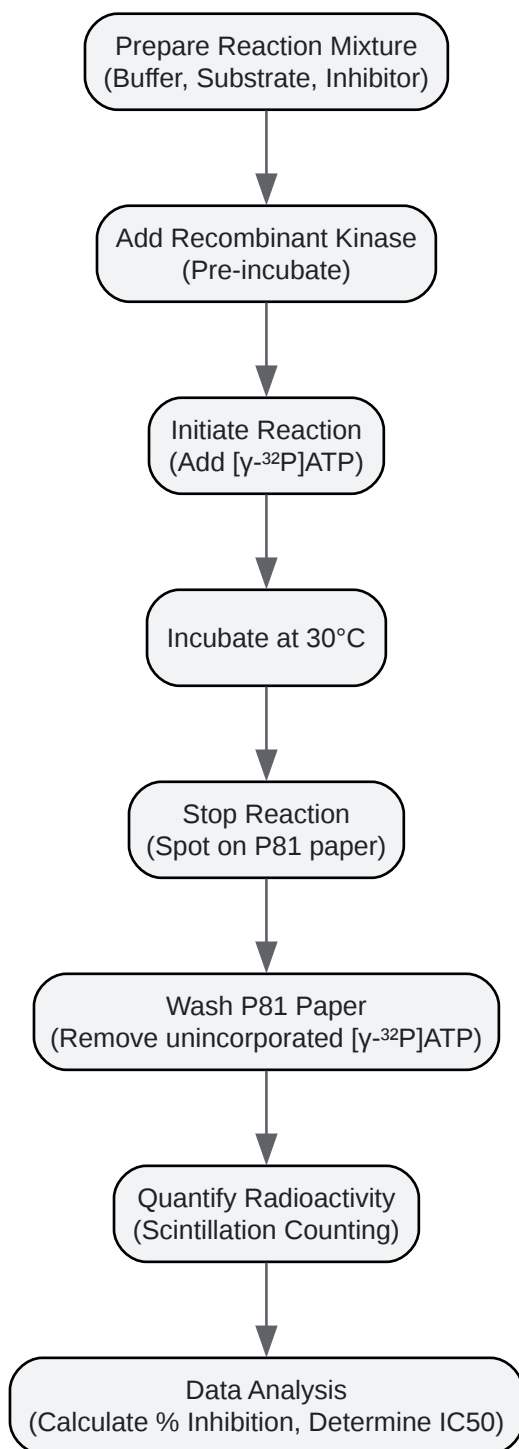 Prepare Reaction Mixture
(Buffer, Substrate, Inhibitor)
Add Recombinant Kinase
(Pre-incubate)
Initiate Reaction
(Add [γ-³²P]ATP)
Incubate at 30°C
Stop Reaction
(Spot on P81 paper)
Wash P81 Paper
(Remove unincorporated [γ-³²P]ATP)
Quantify Radioactivity
(Scintillation Counting)
Data Analysis
(Calculate % Inhibition, Determine IC50)